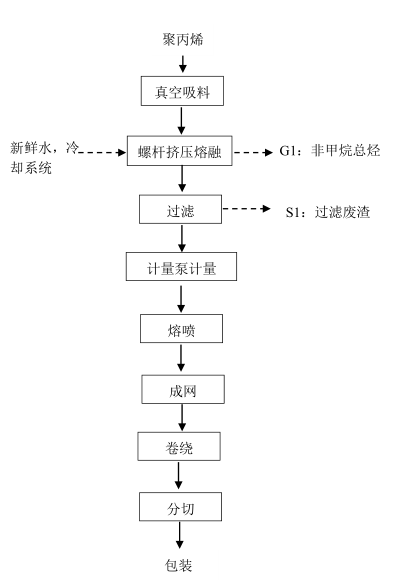 聚丙烯
真空吸料
新鲜水，冷
却系统
螺杆挤压熔融
G1：非甲烷总烃
过滤
S1：过滤废渣
计量泵计量
熔喷
成网
卷绕
分切
包装